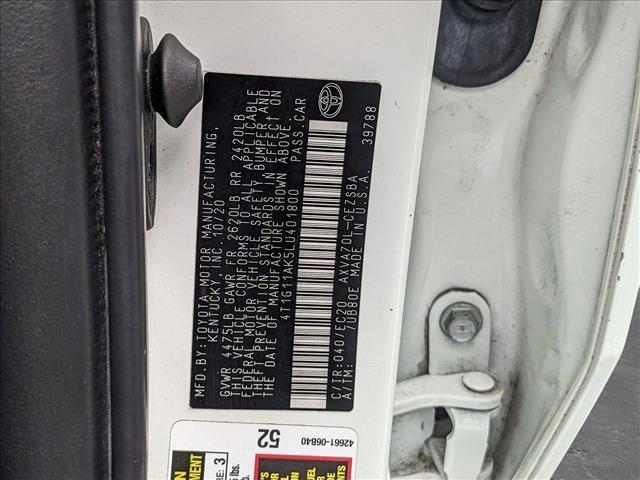 MFD.BY:TOYOTA MOTOR MANUFACTURING,
KENTUCKY, INC. 10/20
GVWR 4475LB GAWR FR 2620LB RR 2420LB
THIS VEHICLE CONFORMS TO ALL APPLICABLE
FEDERAL MOTOR VEHICLE SAFETY, BUMPER, AND
THEFT PREVENTION STANDARDS IN EFFECT ON
THE DATE OF MANUFACTURE SHOWN ABOVE.
4T1G11AK5LU401800 PASS.CAR
C/TR:040/EC20 AXVA70L-CEZSBA
A/TM: 7UB80E MADE IN U.S.A. 39788
52
42661-06B40
3
lbs.